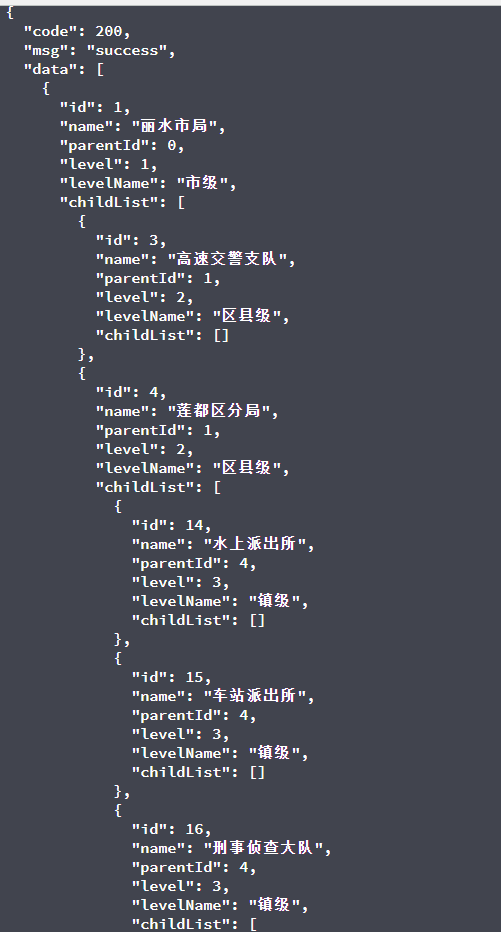 {
"code": 200,
"msg": "success",
"data": [
{
"id": 1,
"name": "丽水市局",
"parentId": 0,
"level": 1,
"levelName": "市级",
"childList": [
{
"id": 3,
"name": "高速交警支队",
"parentId": 1,
"level": 2,
"levelName": "区县级",
"childList": []
},
{
"id": 4,
"name": "莲都区分局",
"parentId": 1,
"level": 2,
"levelName": "区县级",
"childList": [
{
"id": 14,
"name": "水上派出所",
"parentId": 4,
"level": 3,
"levelName": "镇级",
"childList": []
},
{
"id": 15,
"name": "车站派出所",
"parentId": 4,
"level": 3,
"levelName": "镇级",
"childList": []
},
{
"id": 16,
"name": "刑事侦查大队",
"parentId": 4,
"level": 3,
"levelName": "镇级",
"childList": [